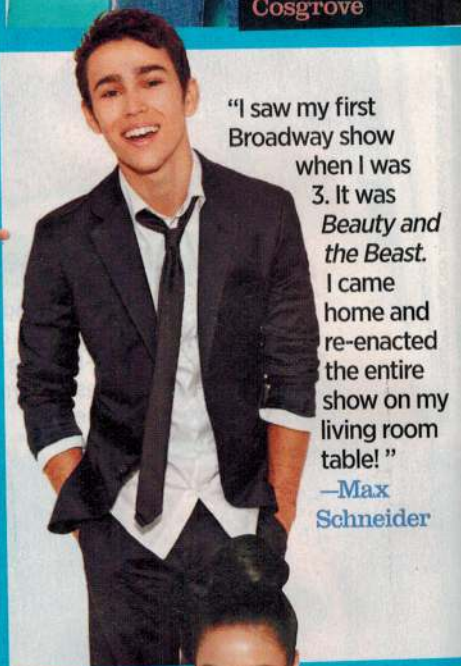 Cosgrove
“I saw my first
Broadway show
when I was
3. It was
Beauty and
the Beast.
I came
home and
re-enacted
the entire
show on my
living room
table! ”
—Max
Schneider